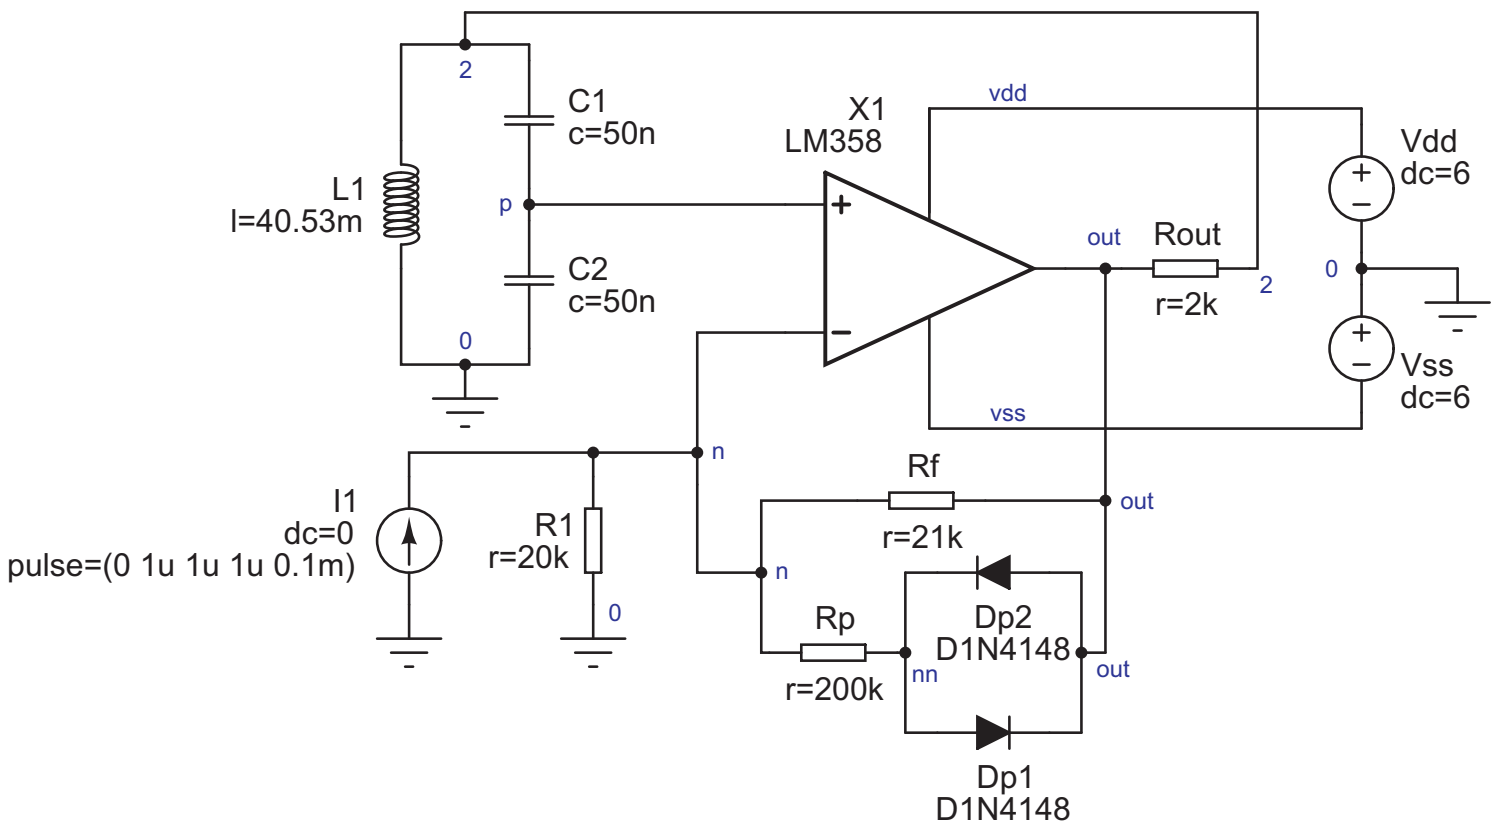 2
C1
c=50n
L1
l=40.53m
p
C2
c=50n
0
X1
LM358
vdd
Vdd
dc=6
out
Rout
r=2k
2
0
Vss
dc=6
vss
n
I1
dc=0
pulse=(0 1u 1u 1u 0.1m)
R1
r=20k
0
Rf
r=21k
out
n
Rp
r=200k
nn
Dp2
D1N4148
out
Dp1
D1N4148